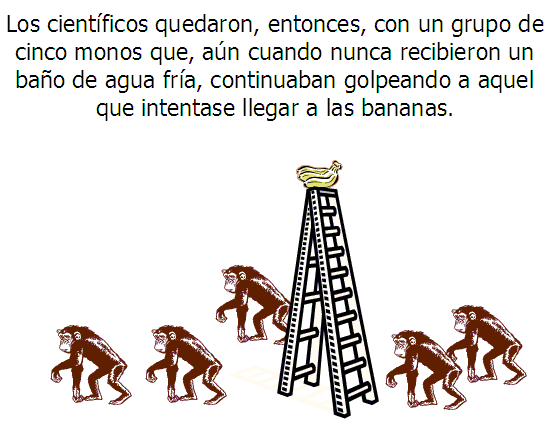 Los científicos quedaron, entonces, con un grupo de
cinco monos que, aún cuando nunca recibieron un
baño de agua fría, continuaban golpeando a aquel
que intentase llegar a las bananas.